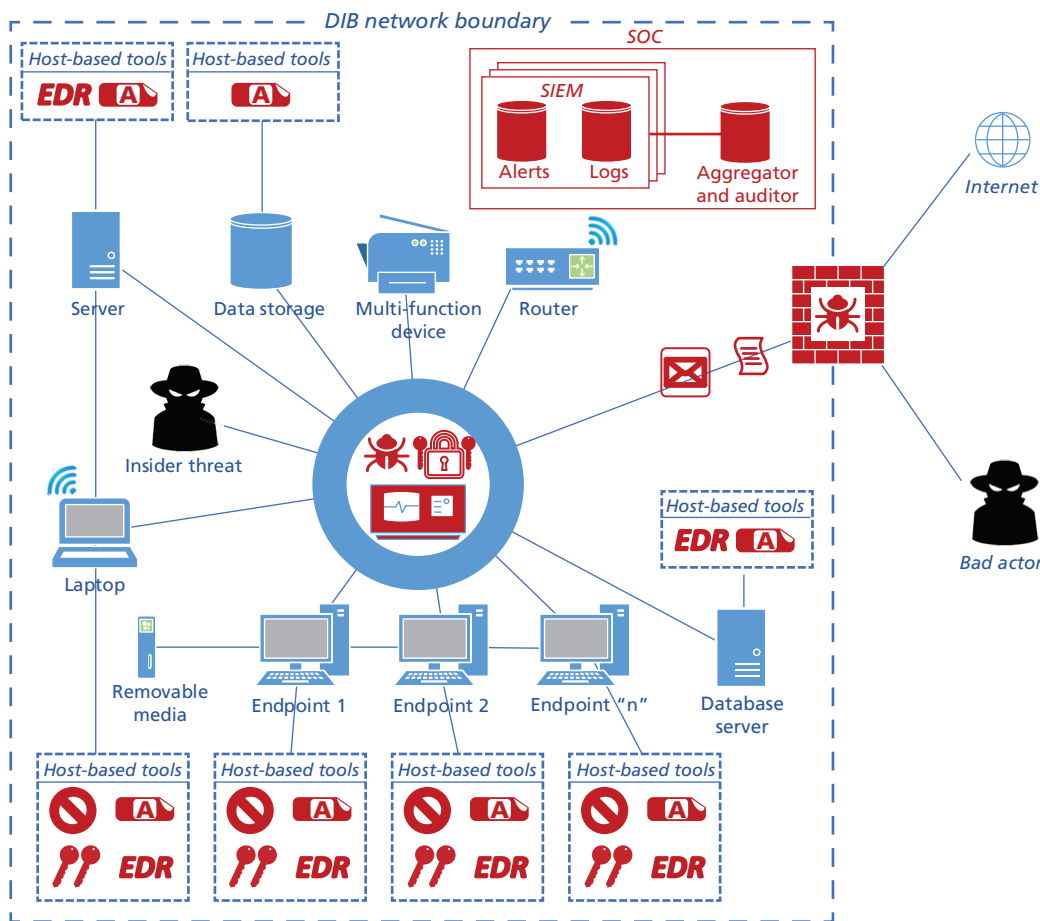 DIB network boundary
Host-based tools
EDR A
Host-based tools
A
SOC
SIEM
Alerts
Logs
Aggregator
and auditor
Internet
Server
Data storage
Multi-function
device
Router
Insider threat
Laptop
Host-based tools
EDR A
Bad actor
Removable
media
Endpoint 1
Endpoint 2
Endpoint “n”
Database
server
Host-based tools
A
EDR
Host-based tools
A
EDR
Host-based tools
A
EDR
Host-based tools
A
EDR